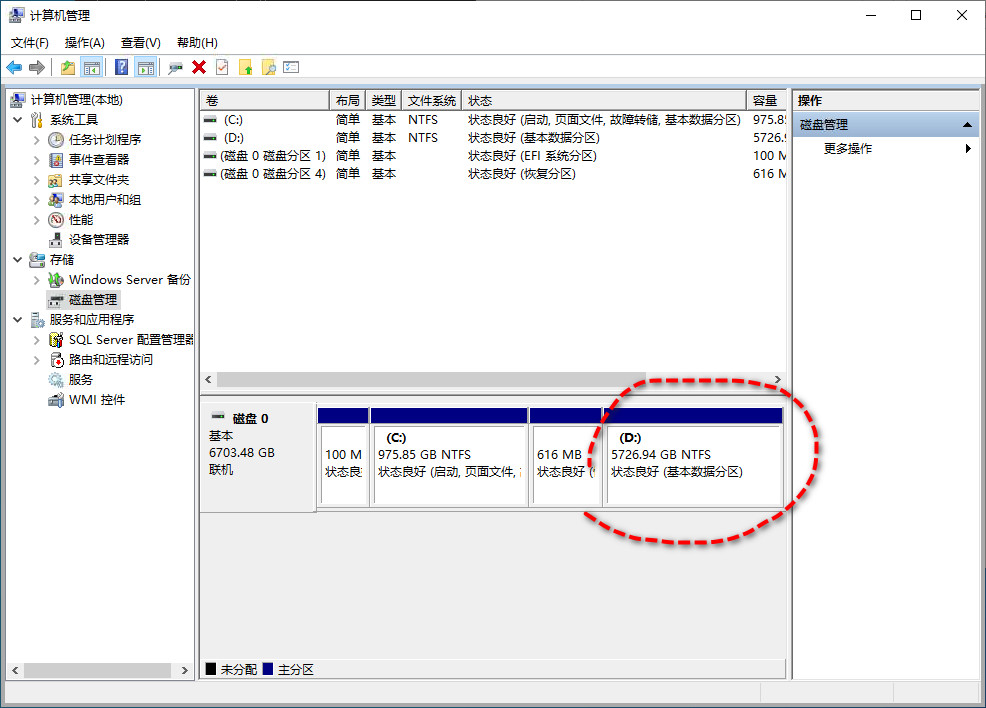 计算机管理
文件(F) 操作(A) 查看(V) 帮助(H)
计算机管理(本地)
系统工具
任务计划程序
事件查看器
共享文件夹
本地用户和组
性能
设备管理器
存储
Windows Server 备份
磁盘管理
服务和应用程序
SQL Server 配置管理器
路由和远程访问
服务
WMI 控件
卷 布局 类型 文件系统 状态 容量
(C:) 简单 基本 NTFS 状态良好 (启动, 页面文件, 故障转储, 基本数据分区) 975.8
(D:) 简单 基本 NTFS 状态良好 (基本数据分区) 5726.
(磁盘 0 磁盘分区 1) 简单 基本 状态良好 (EFI 系统分区) 100 M
(磁盘 0 磁盘分区 4) 简单 基本 状态良好 (恢复分区) 616 M
磁盘 0
基本
6703.48 GB
联机
100 M
状态良
(C:)
975.85 GB NTFS
状态良好 (启动, 页面文件,
616 MB
状态良好 (
(D:)
5726.94 GB NTFS
状态良好 (基本数据分区)
未分配 主分区
操作
磁盘管理
更多操作